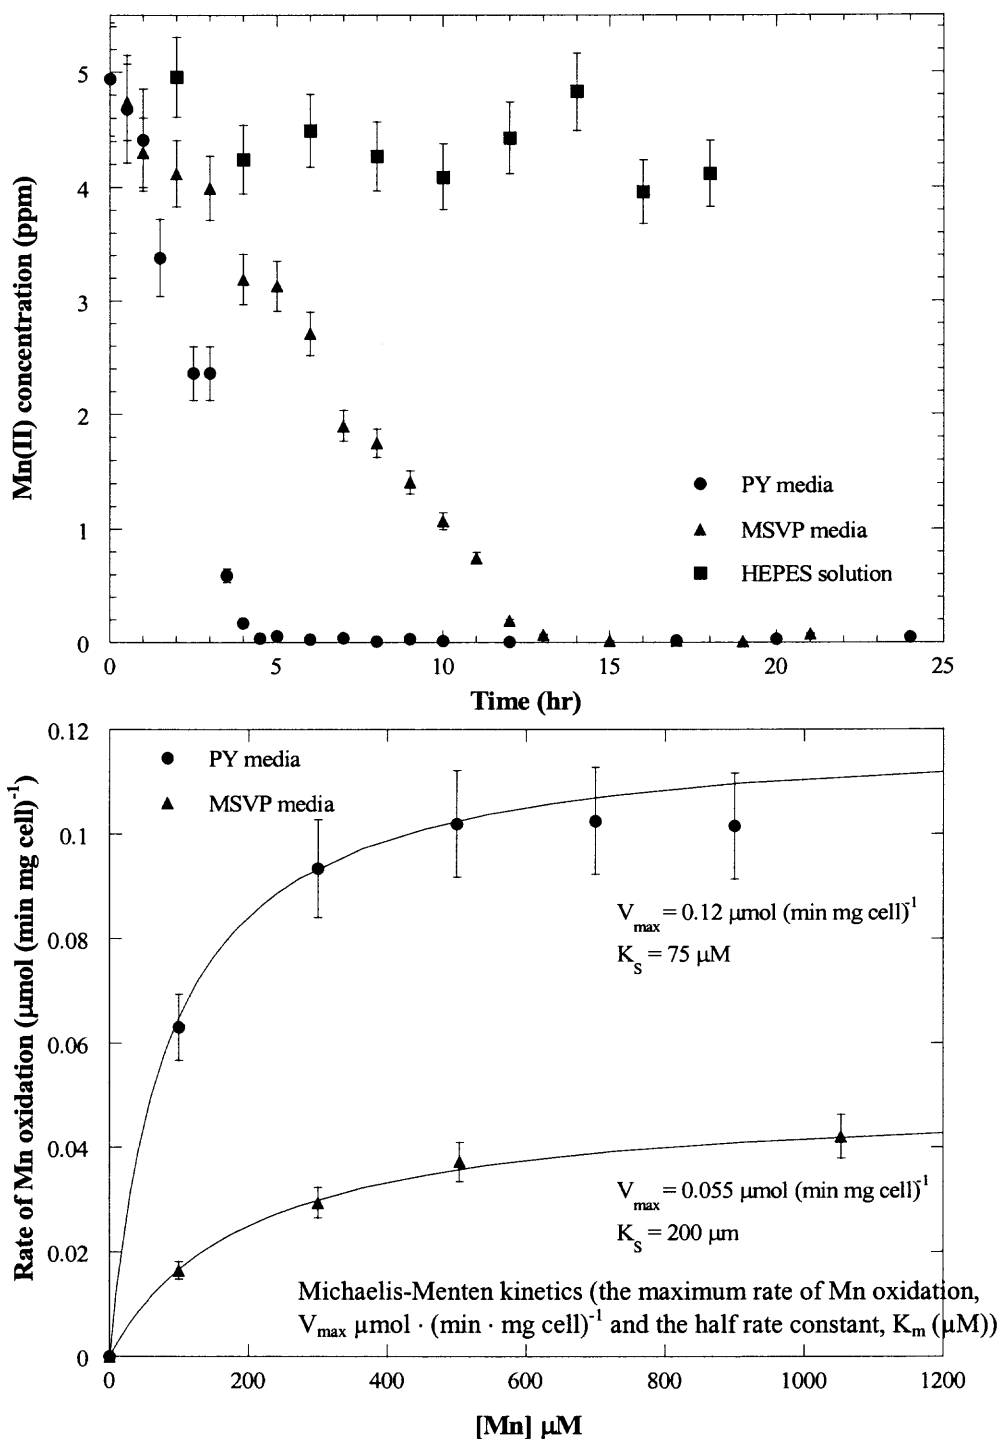 Mn(II) concentration (ppm)
5
4
3
2
1
0
PY media
MSVP media
HEPES solution
0 5 10 15 20 25
Time (hr)
Rate of Mn oxidation (μmol (min mg cell)-1
0.12
0.1
0.08
0.06
0.04
0.02
0
PY media
MSVP media
Vmax = 0.12 μmol (min mg cell)-1
KS = 75 μM
Vmax = 0.055 μmol (min mg cell)-1
KS = 200 μm
Michaelis-Menten kinetics (the maximum rate of Mn oxidation,
Vmax μmol · (min · mg cell)-1 and the half rate constant, Km (μM))
0 200 400 600 800 1000 1200
[Mn] μM